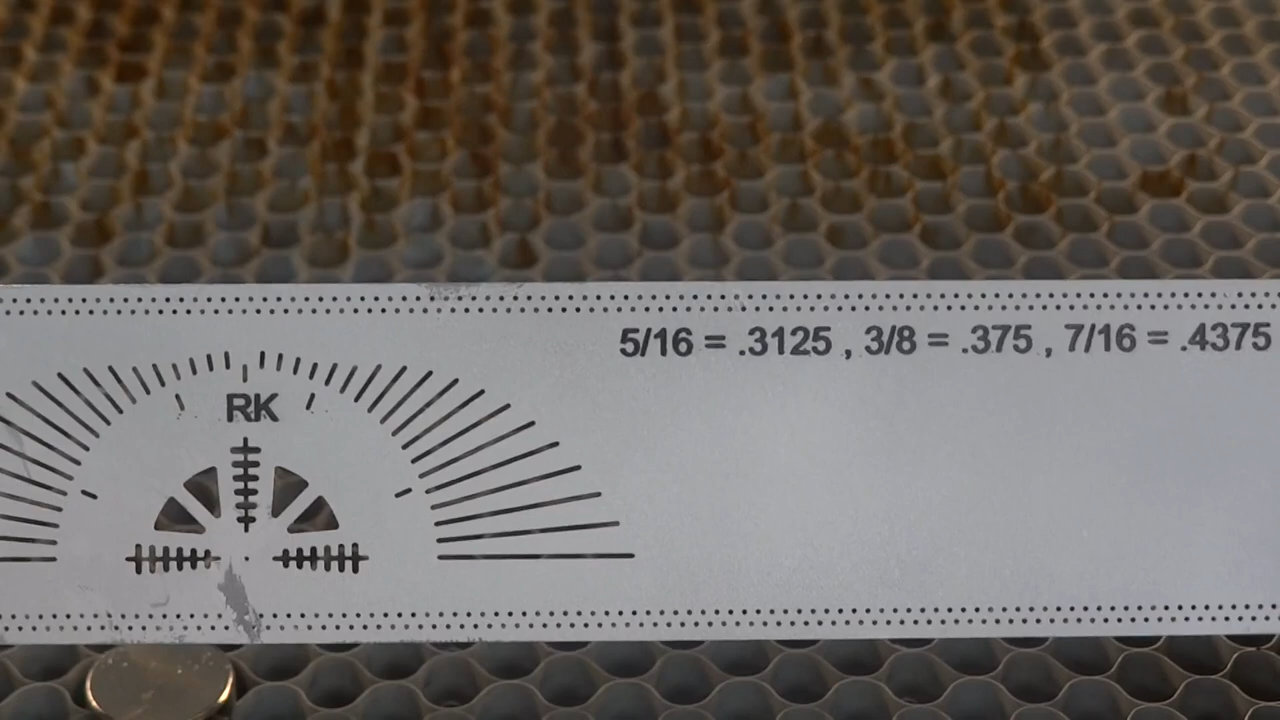 5/16 = .3125 , 3/8 = .375 , 7/16 = .4375
RK